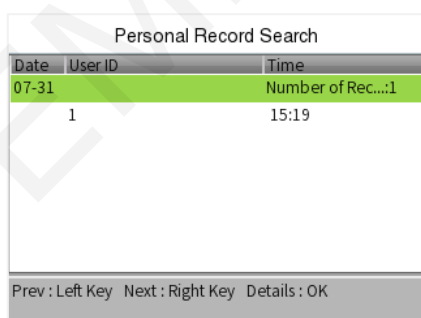 Personal Record Search
Date User ID Time
07-31 Number of Rec...:1
1 15:19
Prev : Left Key Next : Right Key Details : OK